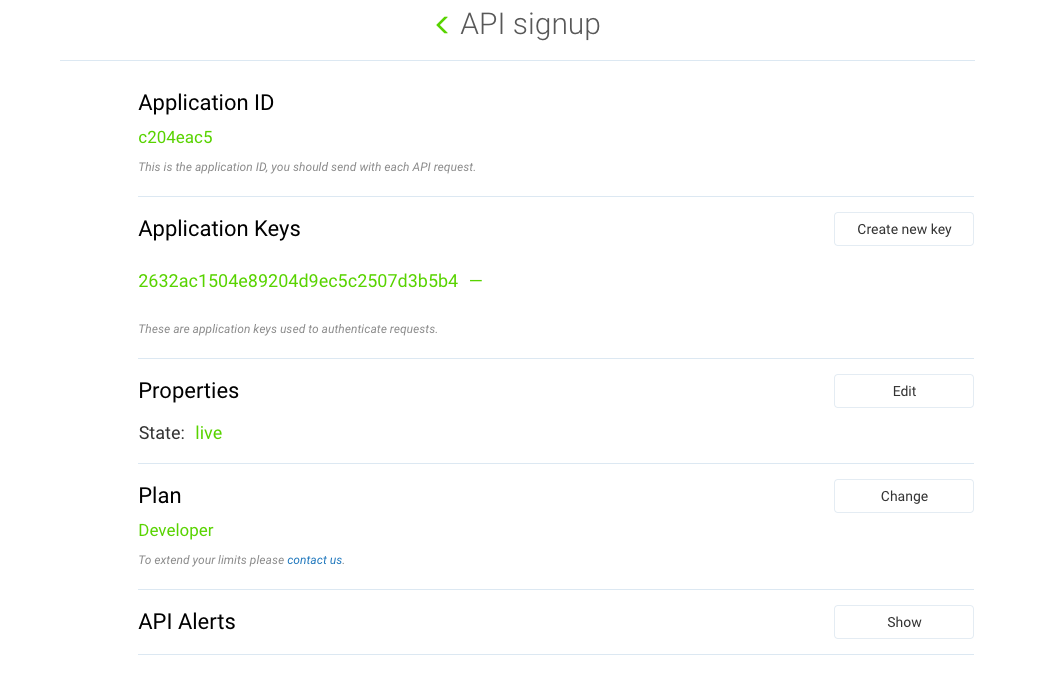 API signup
Application ID
c204eac5
This is the application ID, you should send with each API request.
Application Keys
Create new key
2632ac1504e89204d9ec5c2507d3b5b4 —
These are application keys used to authenticate requests.
Properties
Edit
State: live
Plan
Change
Developer
To extend your limits please contact us.
API Alerts
Show